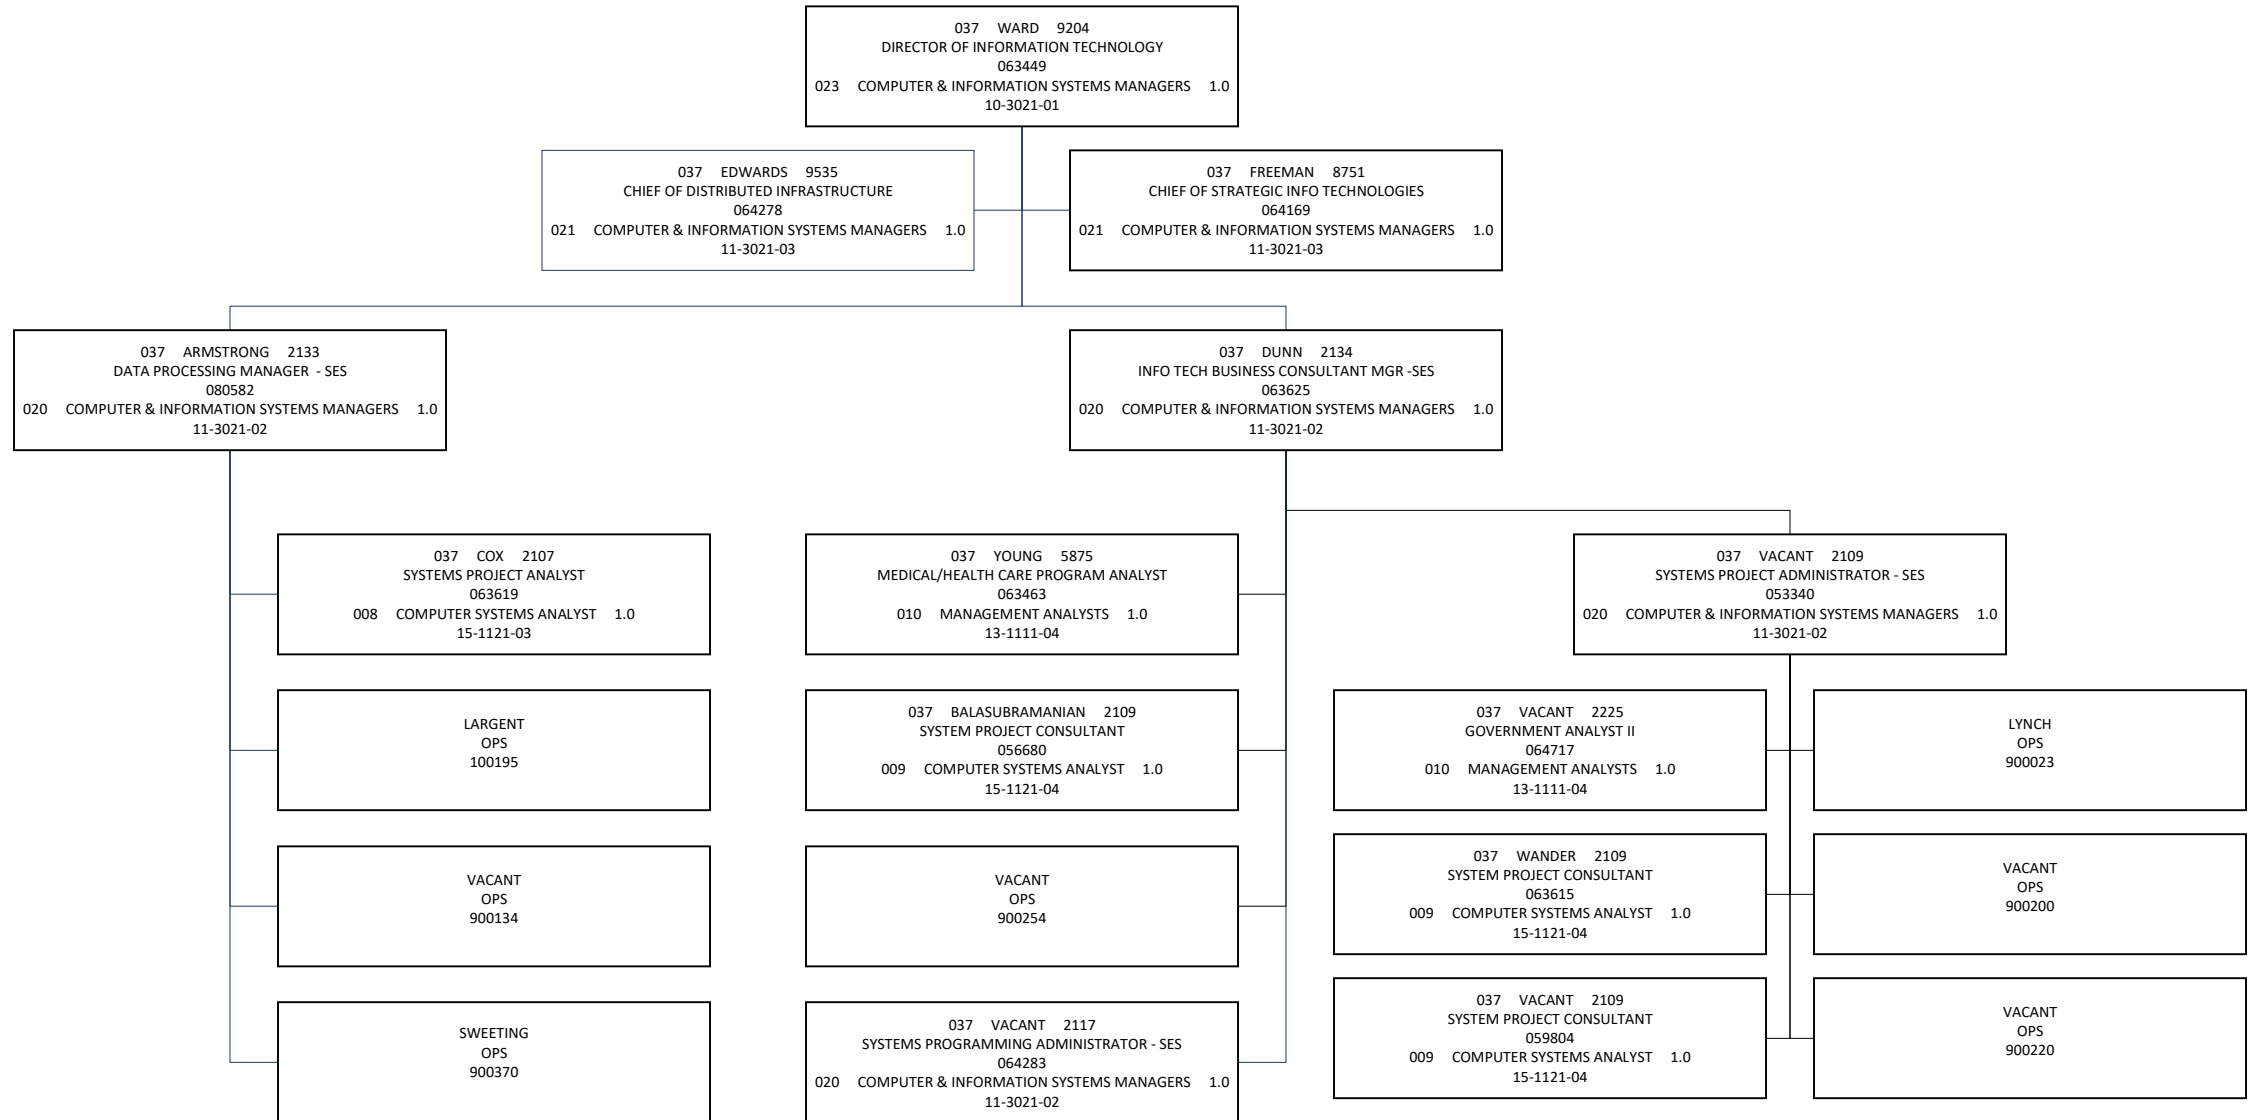 037 WARD 9204
DIRECTOR OF INFORMATION TECHNOLOGY
063449
023 COMPUTER & INFORMATION SYSTEMS MANAGERS 1.0
10-3021-01
037 EDWARDS 9535
CHIEF OF DISTRIBUTED INFRASTRUCTURE
064278
021 COMPUTER & INFORMATION SYSTEMS MANAGERS 1.0
11-3021-03
037 FREEMAN 8751
CHIEF OF STRATEGIC INFO TECHNOLOGIES
064169
021 COMPUTER & INFORMATION SYSTEMS MANAGERS 1.0
11-3021-03
037 ARMSTRONG 2133
DATA PROCESSING MANAGER - SES
080582
020 COMPUTER & INFORMATION SYSTEMS MANAGERS 1.0
11-3021-02
037 DUNN 2134
INFO TECH BUSINESS CONSULTANT MGR -SES
063625
020 COMPUTER & INFORMATION SYSTEMS MANAGERS 1.0
11-3021-02
037 COX 2107
SYSTEMS PROJECT ANALYST
063619
008 COMPUTER SYSTEMS ANALYST 1.0
15-1121-03
037 YOUNG 5875
MEDICAL/HEALTH CARE PROGRAM ANALYST
063463
010 MANAGEMENT ANALYSTS 1.0
13-1111-04
037 VACANT 2109
SYSTEMS PROJECT ADMINISTRATOR - SES
053340
020 COMPUTER & INFORMATION SYSTEMS MANAGERS 1.0
11-3021-02
LARGENT
OPS
100195
037 BALASUBRAMANIAN 2109
SYSTEM PROJECT CONSULTANT
056680
009 COMPUTER SYSTEMS ANALYST 1.0
15-1121-04
037 VACANT 2225
GOVERNMENT ANALYST II
064717
010 MANAGEMENT ANALYSTS 1.0
13-1111-04
LYNCH
OPS
900023
VACANT
OPS
900134
VACANT
OPS
900254
037 WANDER 2109
SYSTEM PROJECT CONSULTANT
063615
009 COMPUTER SYSTEMS ANALYST 1.0
15-1121-04
VACANT
OPS
900200
SWEETING
OPS
900370
037 VACANT 2117
SYSTEMS PROGRAMMING ADMINISTRATOR - SES
064283
020 COMPUTER & INFORMATION SYSTEMS MANAGERS 1.0
11-3021-02
037 VACANT 2109
SYSTEM PROJECT CONSULTANT
059804
009 COMPUTER SYSTEMS ANALYST 1.0
15-1121-04
VACANT
OPS
900220